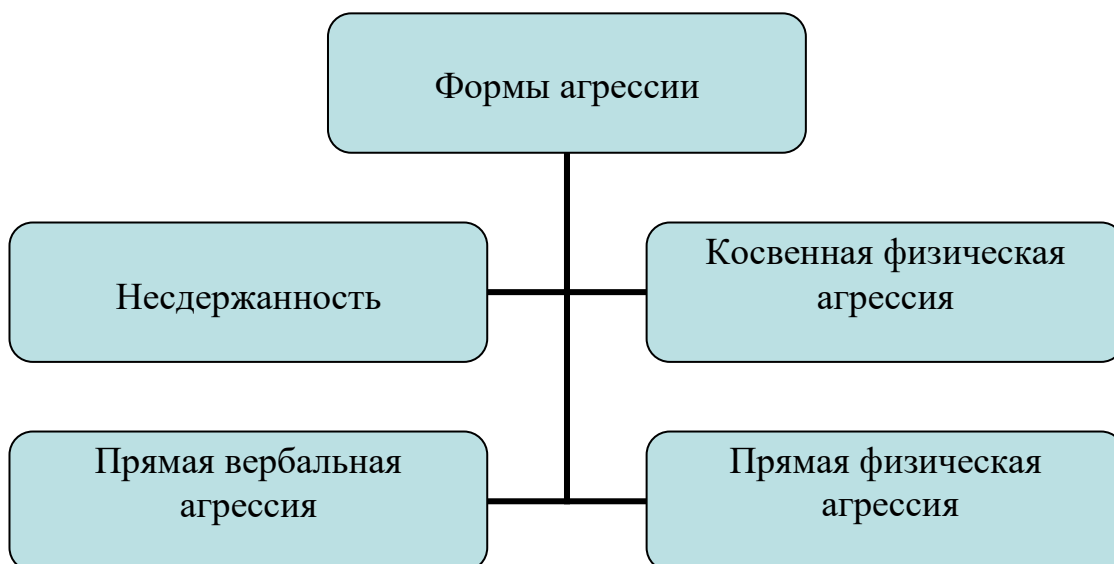 Формы агрессии
Несдержанность
Косвенная физическая
агрессия
Прямая вербальная
агрессия
Прямая физическая
агрессия